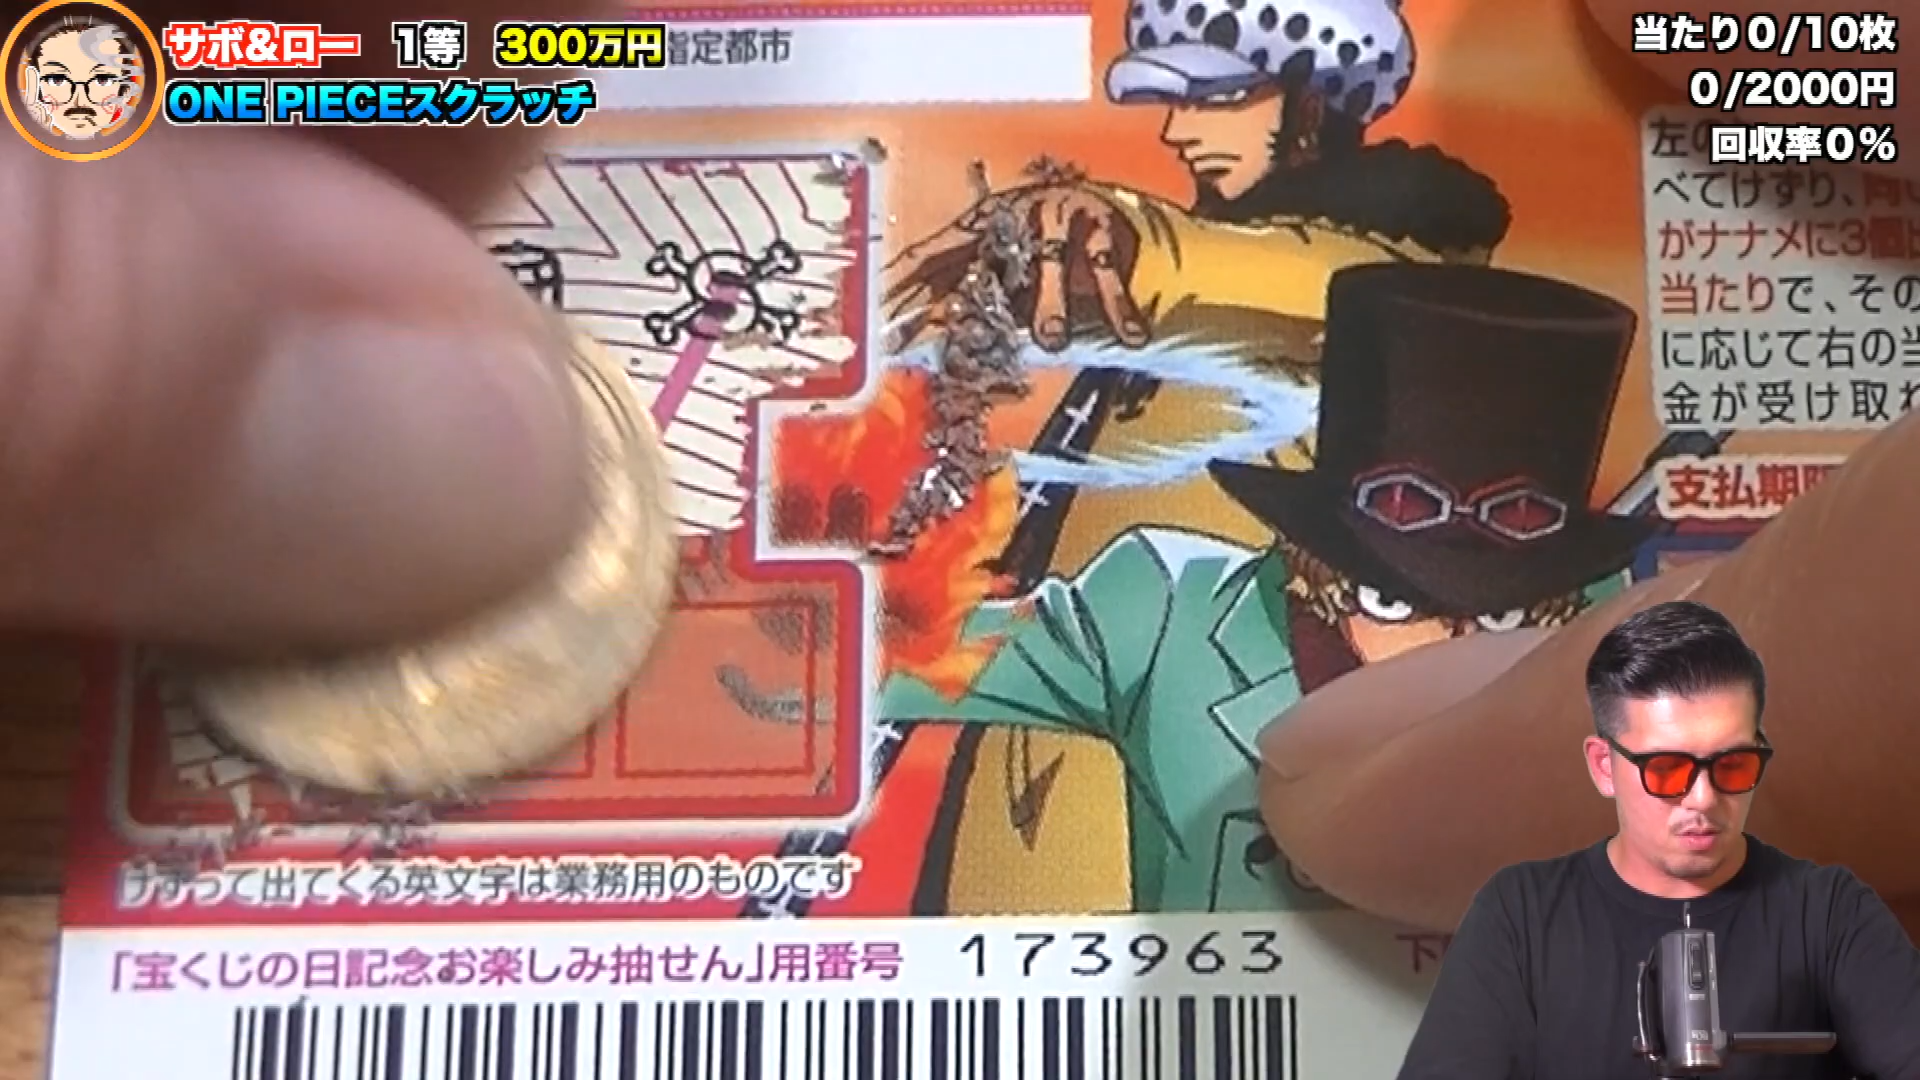 サボ&ロー 1等 300万円
ONE PIECEスクラッチ
指定都市
当たり0/10枚
0/2000円
回収率0%
べてけずり、
がナナメに3個
当たりで、その
に応じて右の当
金が受け取れ
支払期限
けずって出てくる英文字は業務用のものです
「宝くじの日記念お楽しみ抽せん」用番号 173963
下